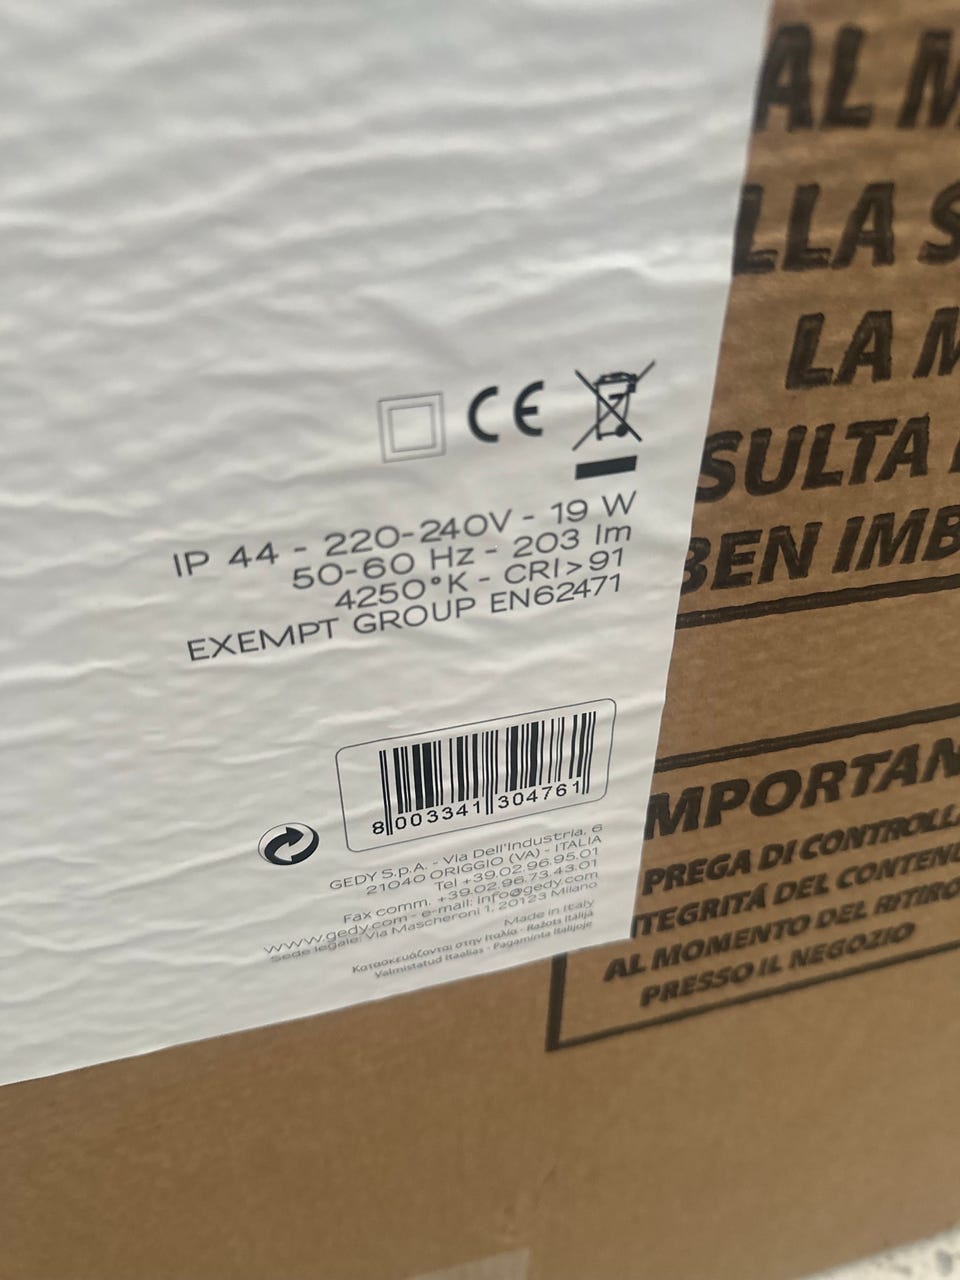 CE
IP 44 - 220-240V - 19 W
50-60 Hz - 203 lm
4250°K - CRI>91
EXEMPT GROUP EN62471
8 003341 304761
GEDY S.p.A. - Via Dell'Industria, 6
21040 ORIGGIO (VA) - ITALIA
Tel +39.02.96.95.01
Fax comm. +39.02.96.73.43.01
www.gedy.com - e-mail: info@gedy.com
Sede legale: Via Mascheroni 1, 20123 Milano
Made in Italy
Κατασκευάζονται στην Ιταλία - Ražots Itālijā
Valmistatud Itaalias - Pagaminta Italijoje
AL M
LLA S
LA M
SULTA
BEN IMB
MPORTAN
PREGA DI CONTROLLA
TEGRITÁ DEL CONTENU
AL MOMENTO DEL RITIRO
PRESSO IL NEGOZIO